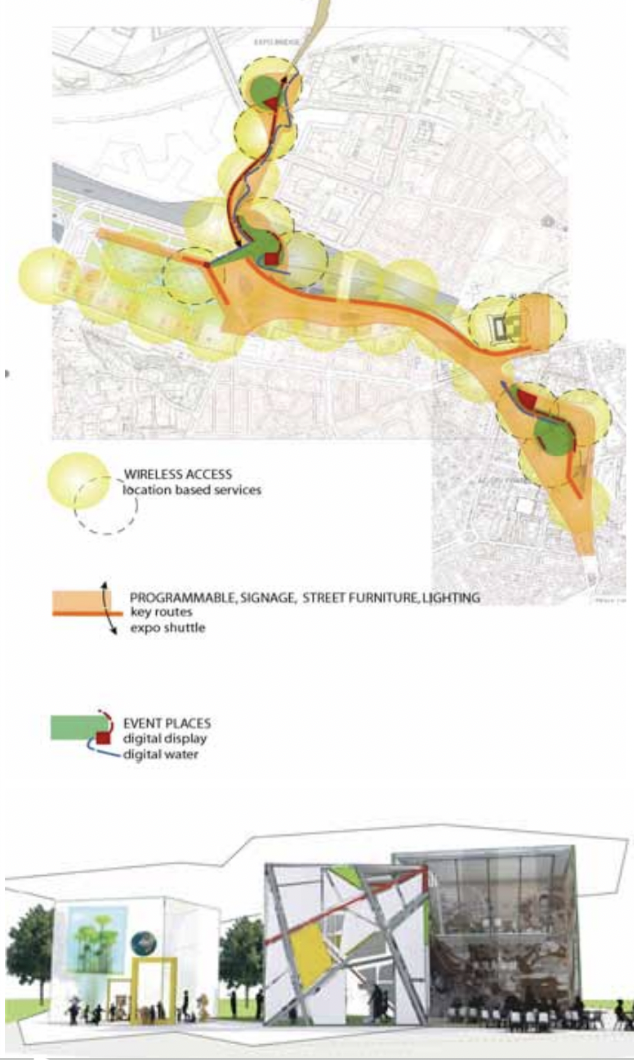 EXPO BRIDGE
WIRELESS ACCESS
location based services
PROGRAMMABLE, SIGNAGE, STREET FURNITURE, LIGHTING
key routes
expo shuttle
EVENT PLACES
digital display
digital water